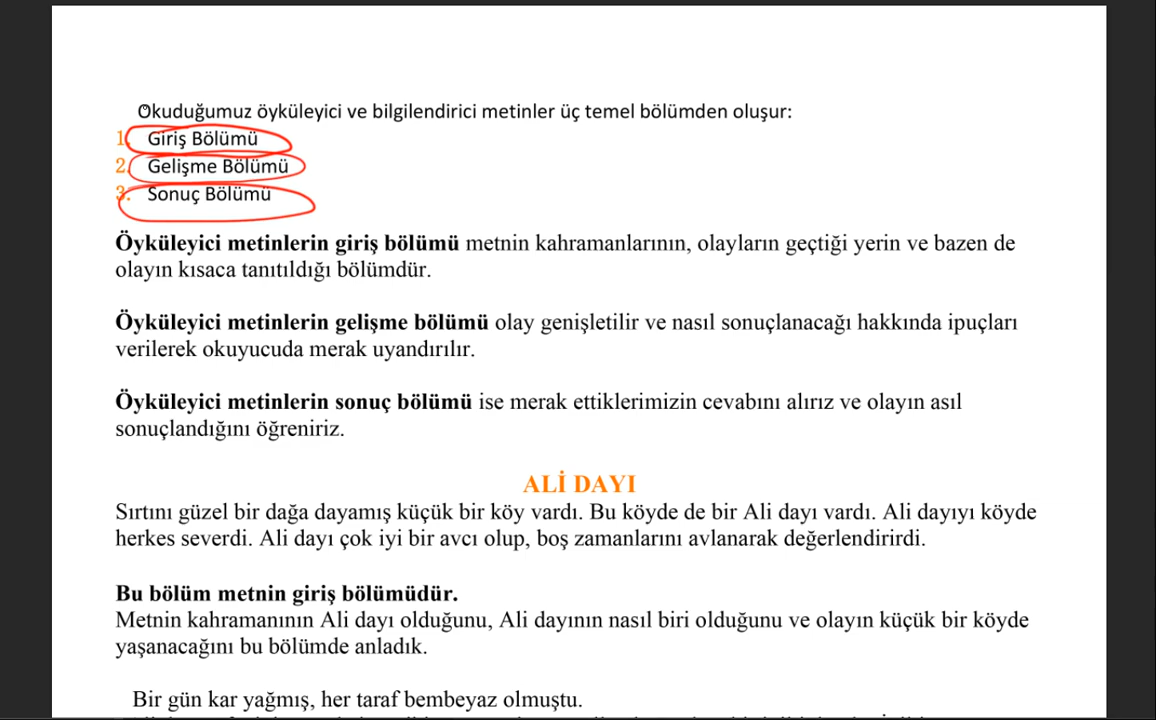 Okuduğumuz öyküleyici ve bilgilendirici metinler üç temel bölümden oluşur:
1. Giriş Bölümü
2. Gelişme Bölümü
3. Sonuç Bölümü
Öyküleyici metinlerin giriş bölümü metnin kahramanlarının, olayların geçtiği yerin ve bazen de
olayın kısaca tanıtıldığı bölümdür.
Öyküleyici metinlerin gelişme bölümü olay genişletilir ve nasıl sonuçlanacağı hakkında ipuçları
verilerek okuyucuda merak uyandırılır.
Öyküleyici metinlerin sonuç bölümü ise merak ettiklerimizin cevabını alırız ve olayın asıl
sonuçlandığını öğreniriz.
ALİ DAYI
Sırtını güzel bir dağa dayamış küçük bir köy vardı. Bu köyde de bir Ali dayı vardı. Ali dayıyı köyde
herkes severdi. Ali dayı çok iyi bir avcı olup, boş zamanlarını avlanarak değerlendirirdi.
Bu bölüm metnin giriş bölümüdür.
Metnin kahramanının Ali dayı olduğunu, Ali dayının nasıl biri olduğunu ve olayın küçük bir köyde
yaşanacağını bu bölümde anladık.
Bir gün kar yağmış, her taraf bembeyaz olmuştu.